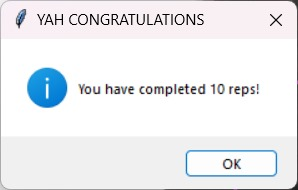 YAH CONGRATULATIONS
You have completed 10 reps!
OK